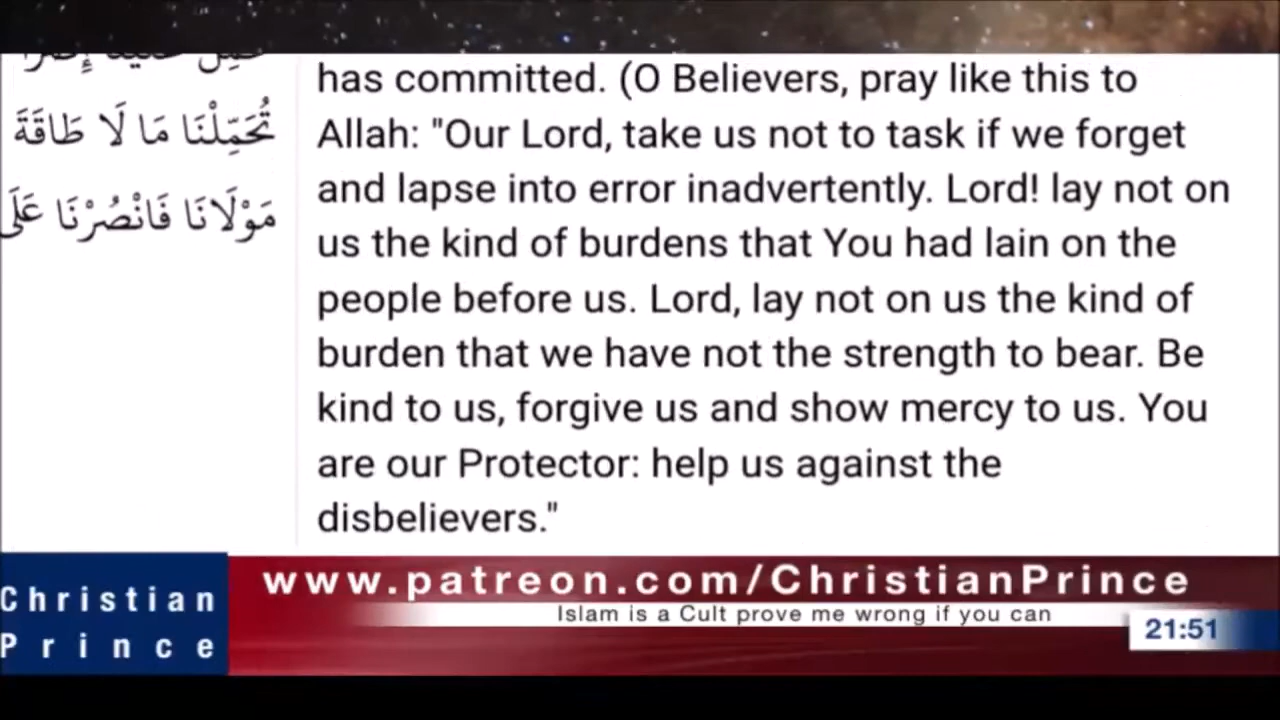 تُحَمِّلْنَا مَا لَا طَاقَةَ
مَوْلَانَا فَانْصُرْنَا
has committed. (O Believers, pray like this to
Allah: "Our Lord, take us not to task if we forget
and lapse into error inadvertently. Lord! lay not on
us the kind of burdens that You had lain on the
people before us. Lord, lay not on us the kind of
burden that we have not the strength to bear. Be
kind to us, forgive us and show mercy to us. You
are our Protector: help us against the
disbelievers."
Christian
Prince
www.patreon.com/ChristianPrince
Islam is a Cult prove me wrong if you can
21:51